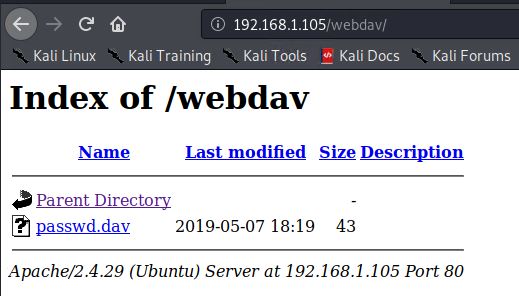 192.168.1.105/webdav/
Kali Linux Kali Training Kali Tools Kali Docs Kali Forums
Index of /webdav
Name Last modified Size Description
Parent Directory -
passwd.dav 2019-05-07 18:19 43
Apache/2.4.29 (Ubuntu) Server at 192.168.1.105 Port 80